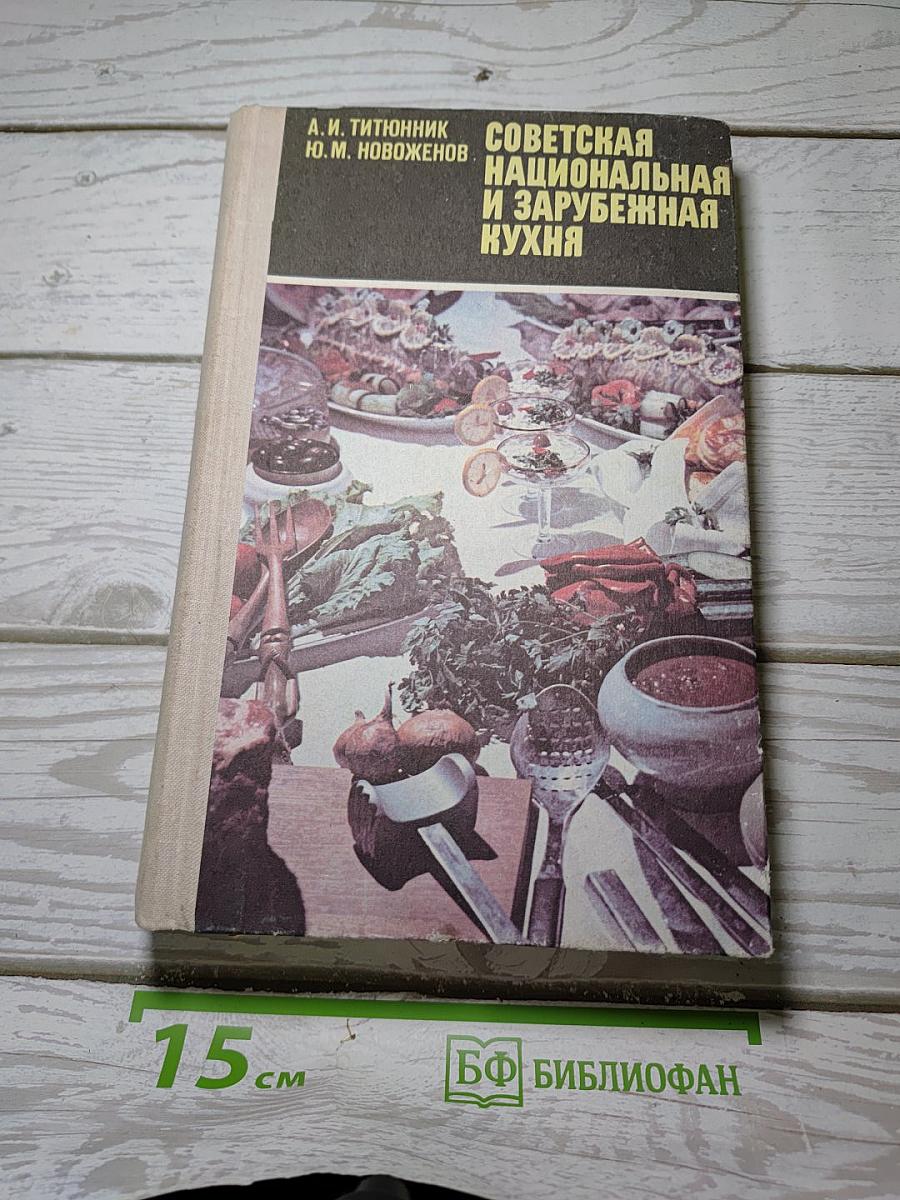 А. И. ТИТЮННИК
Ю. М. НОВОЖЕНОВ
СОВЕТСКАЯ
НАЦИОНАЛЬНАЯ
И ЗАРУБЕЖНАЯ
КУХНЯ
15 см
БФ БИБЛИОФАН